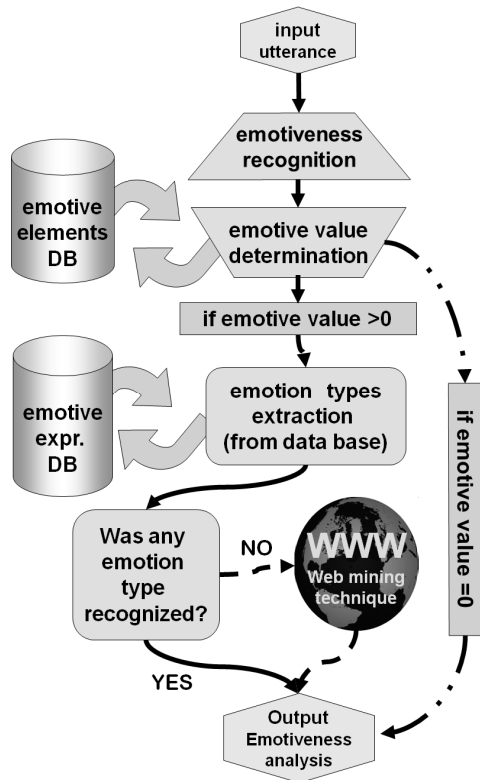 input
utterance
emotiveness
recognition
emotive
elements
DB
emotive value
determination
if emotive value >0
emotive
expr.
DB
emotion types
extraction
(from data base)
if emotive value =0
Was any
emotion
type
recognized?
NO
WWW
Web mining
technique
YES
Output
Emotiveness
analysis